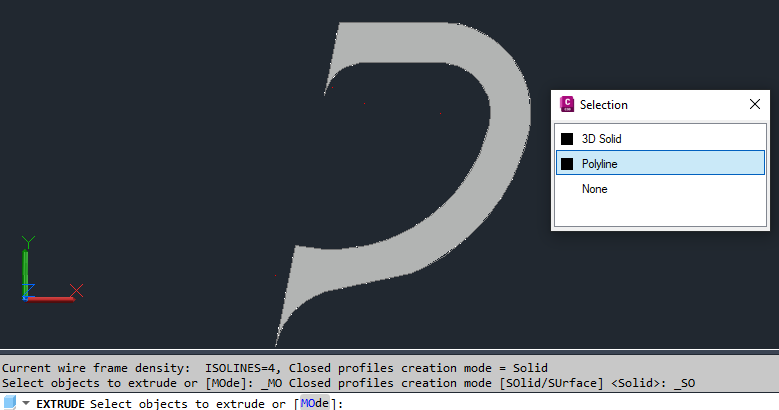 Selection
3D Solid
Polyline
None
Y
Z
X
Current wire frame density:  ISOLINES=4, Closed profiles creation mode = Solid
Select objects to extrude or [MOde]: _MO Closed profiles creation mode [SOlid/SUrface] <Solid>: _SO
EXTRUDE Select objects to extrude or [MOde]: